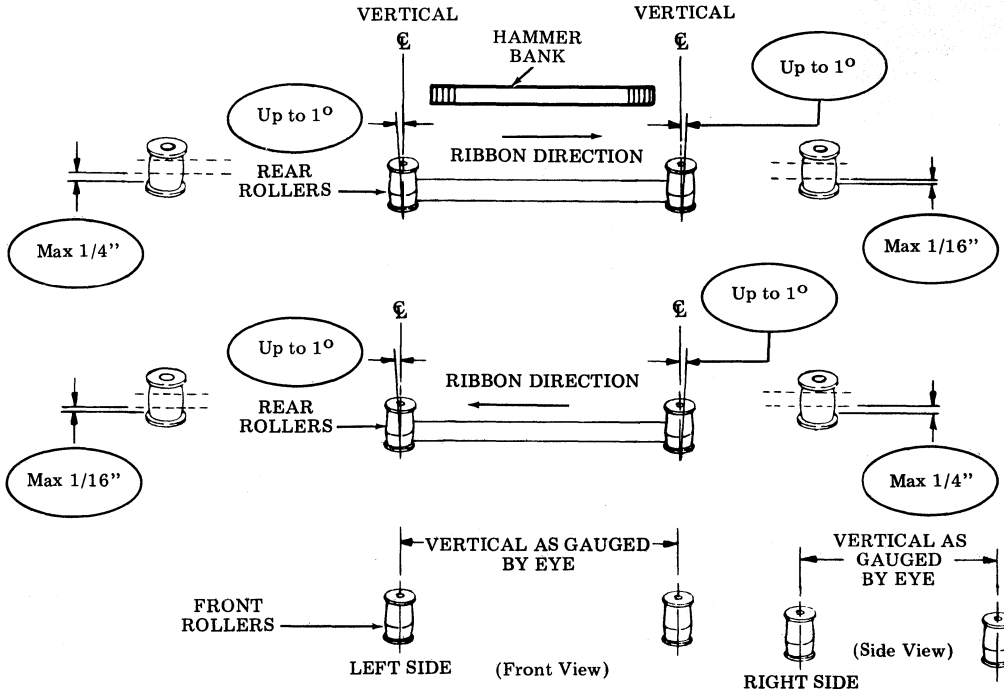 VERTICAL
VERTICAL
℄
℄
HAMMER
BANK
Up to 1°
Up to 1°
RIBBON DIRECTION
REAR
ROLLERS
Max 1/4”
Max 1/16”
Up to 1°
℄
℄
Up to 1°
RIBBON DIRECTION
REAR
ROLLERS
Max 1/16”
Max 1/4”
VERTICAL AS GAUGED
BY EYE
VERTICAL AS
GAUGED
BY EYE
FRONT
ROLLERS
LEFT SIDE
(Front View)
(Side View)
RIGHT SIDE